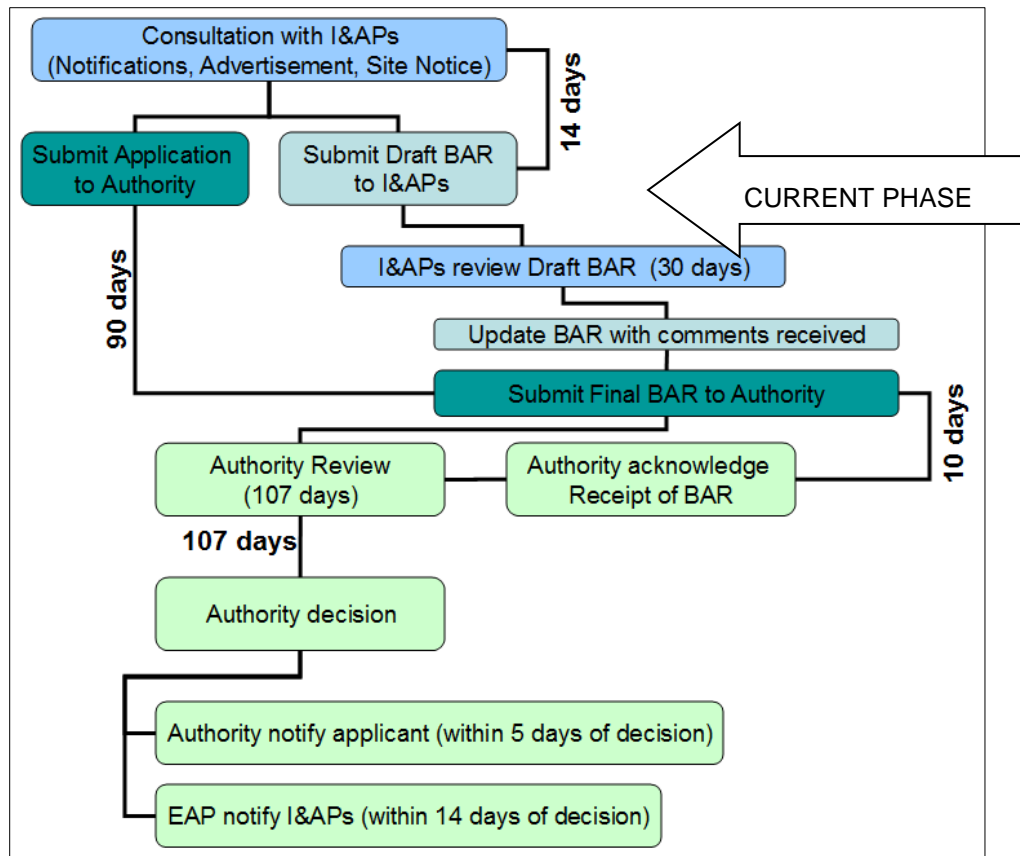 Consultation with I&APs
(Notifications, Advertisement, Site Notice)
14 days
Submit Application
to Authority
Submit Draft BAR
to I&APs
CURRENT PHASE
I&APs review Draft BAR (30 days)
90 days
Update BAR with comments received
Submit Final BAR to Authority
10 days
Authority Review
(107 days)
Authority acknowledge
Receipt of BAR
107 days
Authority decision
Authority notify applicant (within 5 days of decision)
EAP notify I&APs (within 14 days of decision)